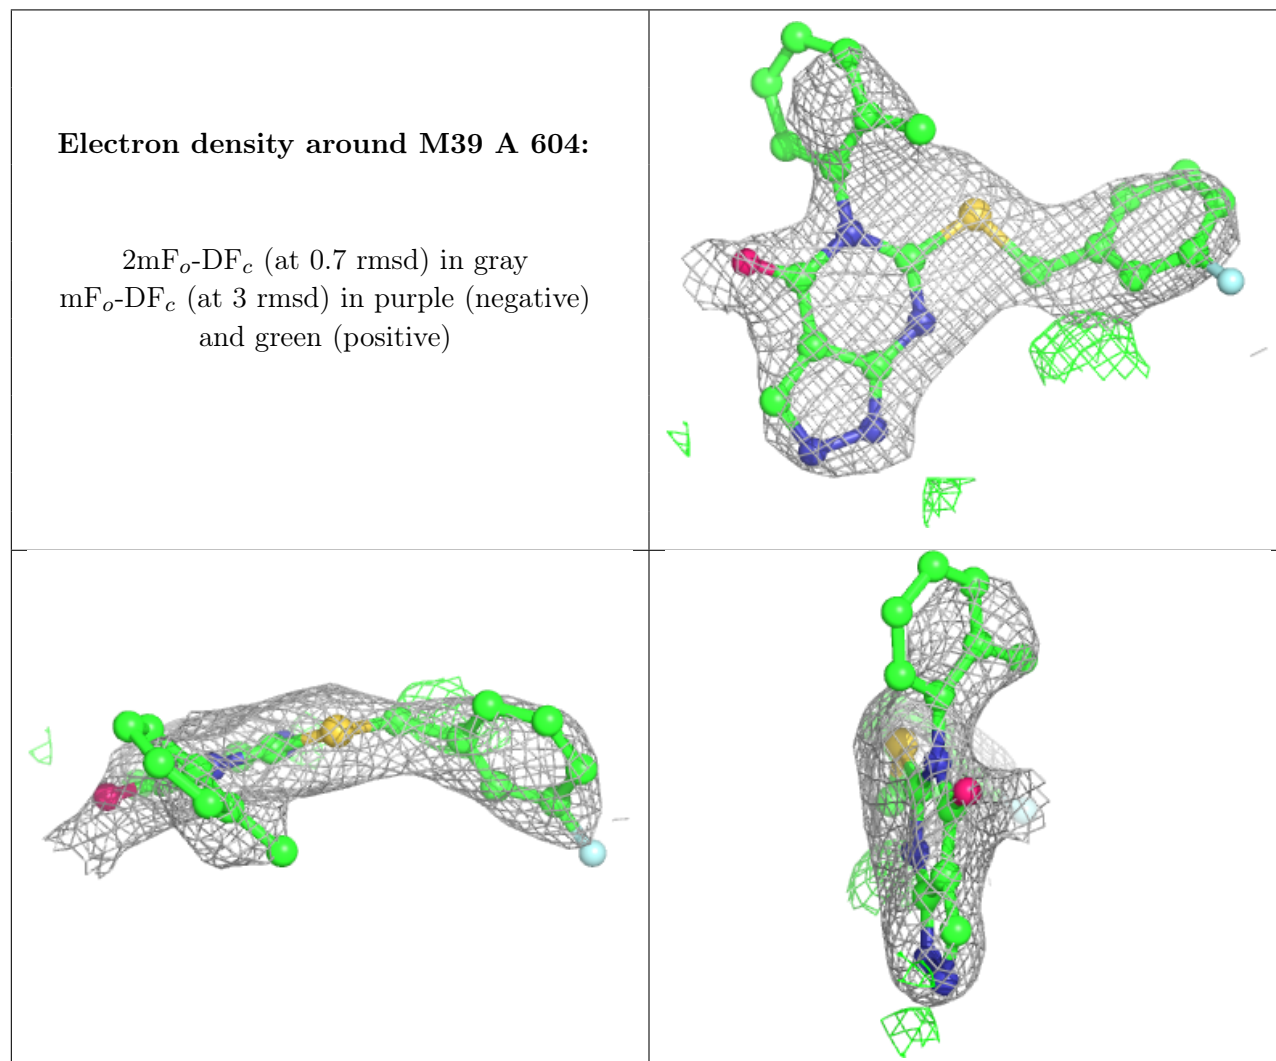 Electron density around M39 A 604:
2mFo-DFc (at 0.7 rmsd) in gray
mFo-DFc (at 3 rmsd) in purple (negative)
and green (positive)